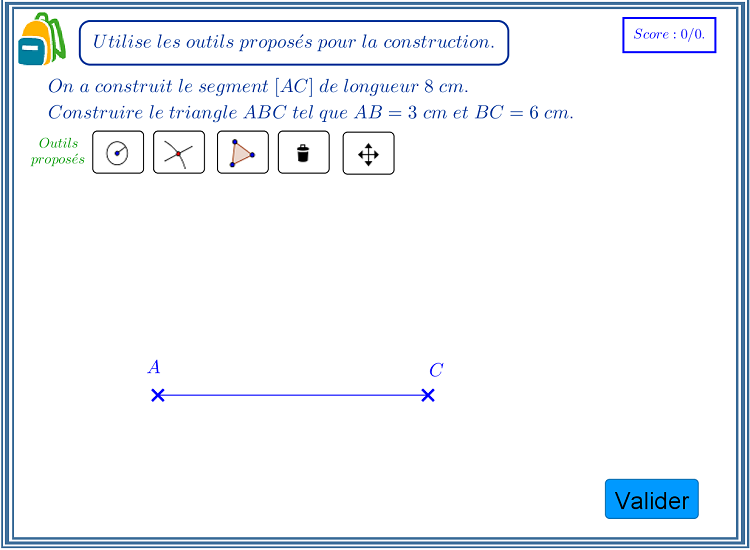 Utilise les outils proposés pour la construction.
Score : 0/0.
On a construit le segment [AC] de longueur 8 cm.
Construire le triangle ABC tel que AB = 3 cm et BC = 6 cm.
Outils
proposés
A
C
Valider